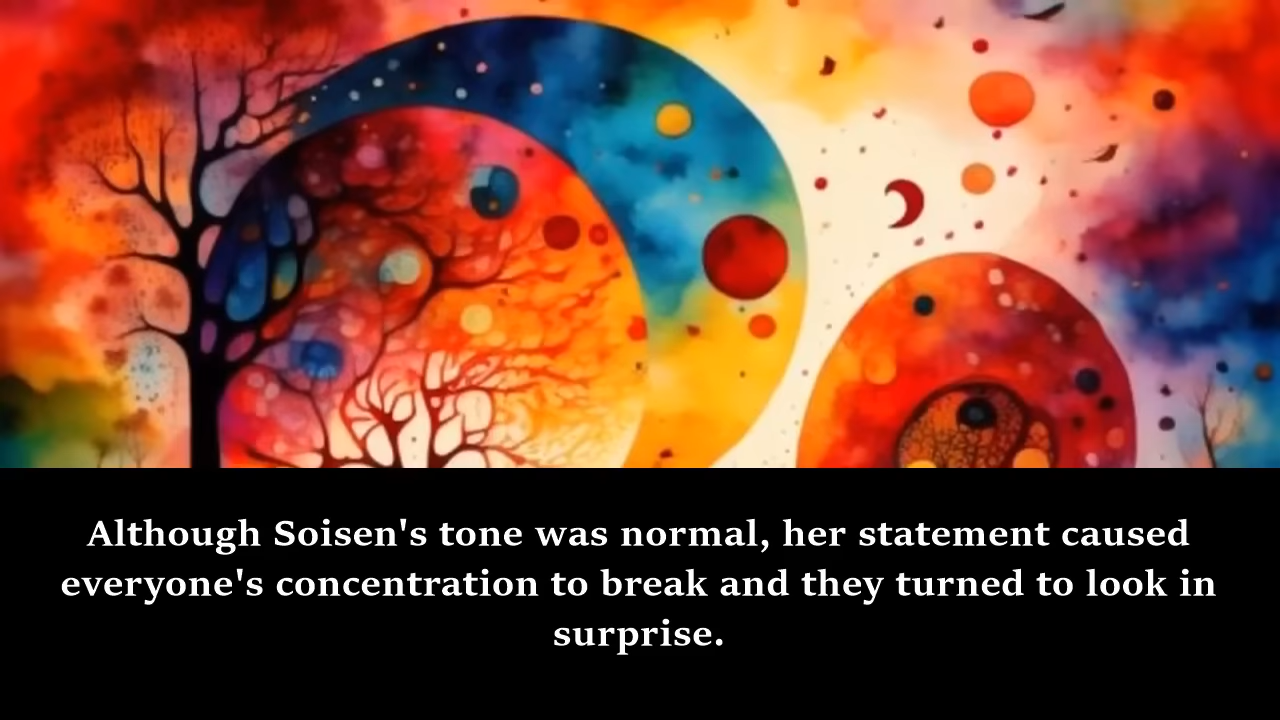 Although Soisen's tone was normal, her statement caused
everyone's concentration to break and they turned to look in
surprise.